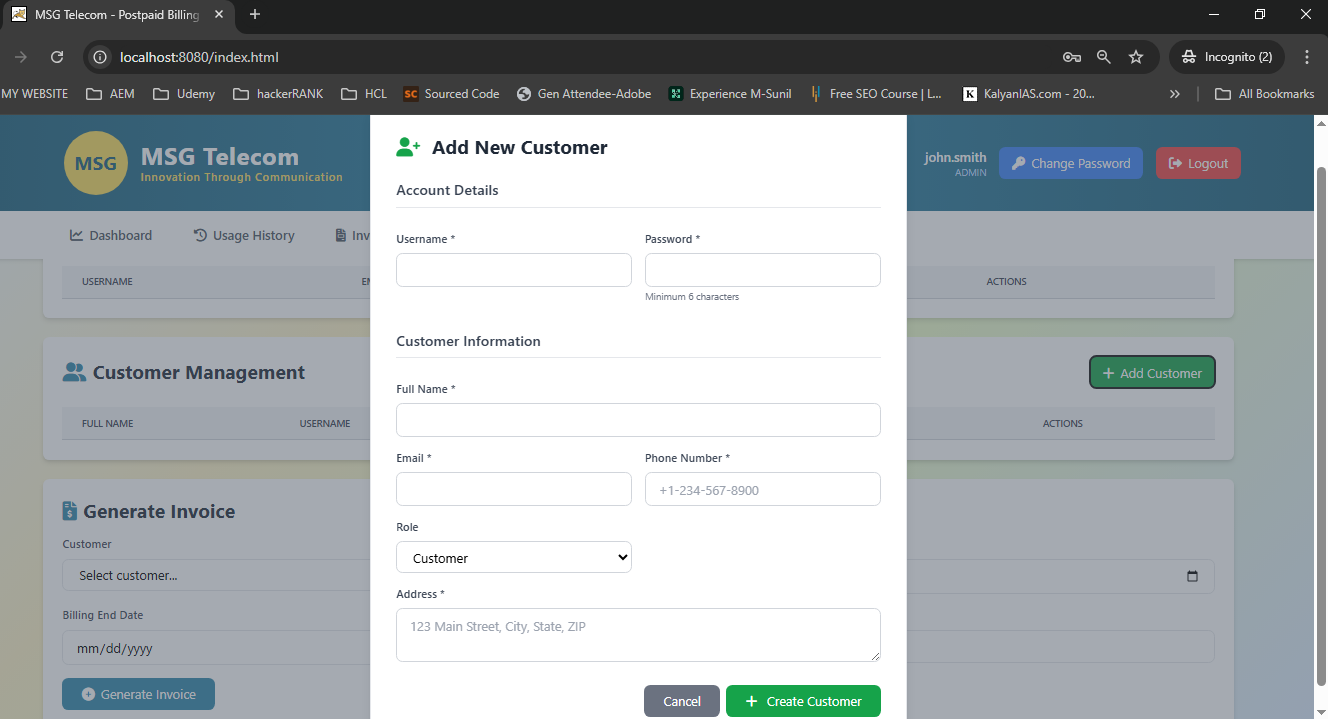 MSG Telecom - Postpaid Billing
localhost:8080/index.html
Incognito (2)
MY WEBSITE
AEM
Udemy
hackerRANK
HCL
SC
Sourced Code
Gen Attendee-Adobe
Experience M-Sunil
Free SEO Course | L...
K
KalyanIAS.com - 20...
All Bookmarks
MSG
MSG Telecom
Innovation Through Communication
john.smith
ADMIN
Change Password
Logout
Dashboard
Usage History
Inv
USERNAME
EM
ACTIONS
Customer Management
Add Customer
FULL NAME
USERNAME
ACTIONS
Generate Invoice
Customer
Select customer...
Billing End Date
mm/dd/yyyy
Generate Invoice
Add New Customer
Account Details
Username *
Password *
Minimum 6 characters
Customer Information
Full Name *
Email *
Phone Number *
+1-234-567-8900
Role
Customer
Address *
123 Main Street, City, State, ZIP
Cancel
Create Customer